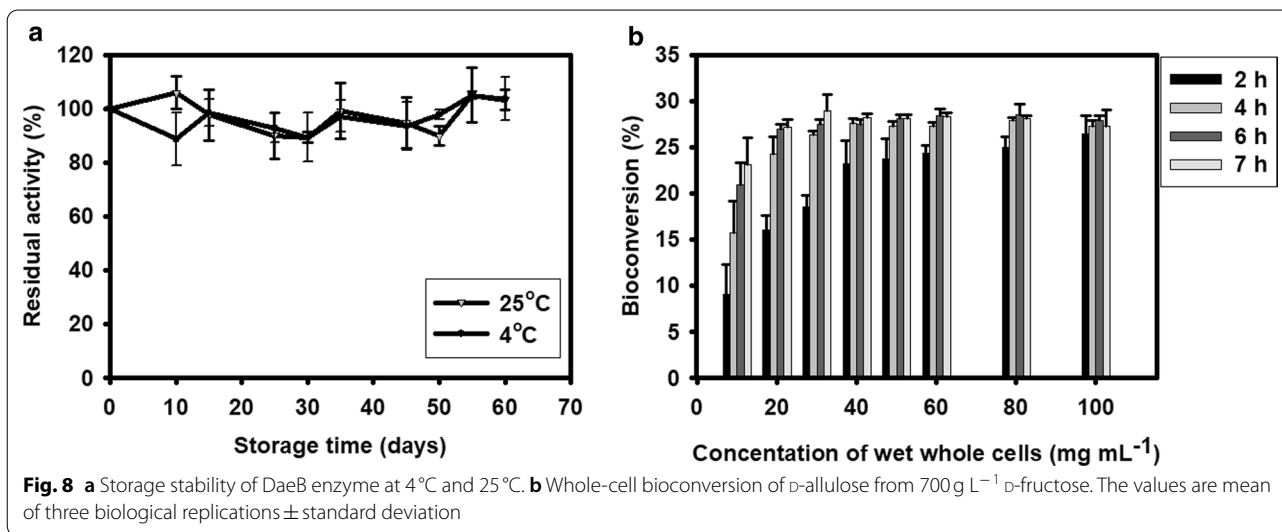 a
120
100
80
60
40
20
0
Residual activity (%)
0 10 20 30 40 50 60 70
Storage time (days)
25°C
4°C
b
35
30
25
20
15
10
5
0
Bioconversion (%)
0 20 40 60 80 100
Concentration of wet whole cells (mg mL⁻¹)
2 h
4 h
6 h
7 h
Fig. 8 a Storage stability of DaeB enzyme at 4 °C and 25 °C. b Whole-cell bioconversion of D-allulose from 700 g L⁻¹ D-fructose. The values are mean
of three biological replications ± standard deviation